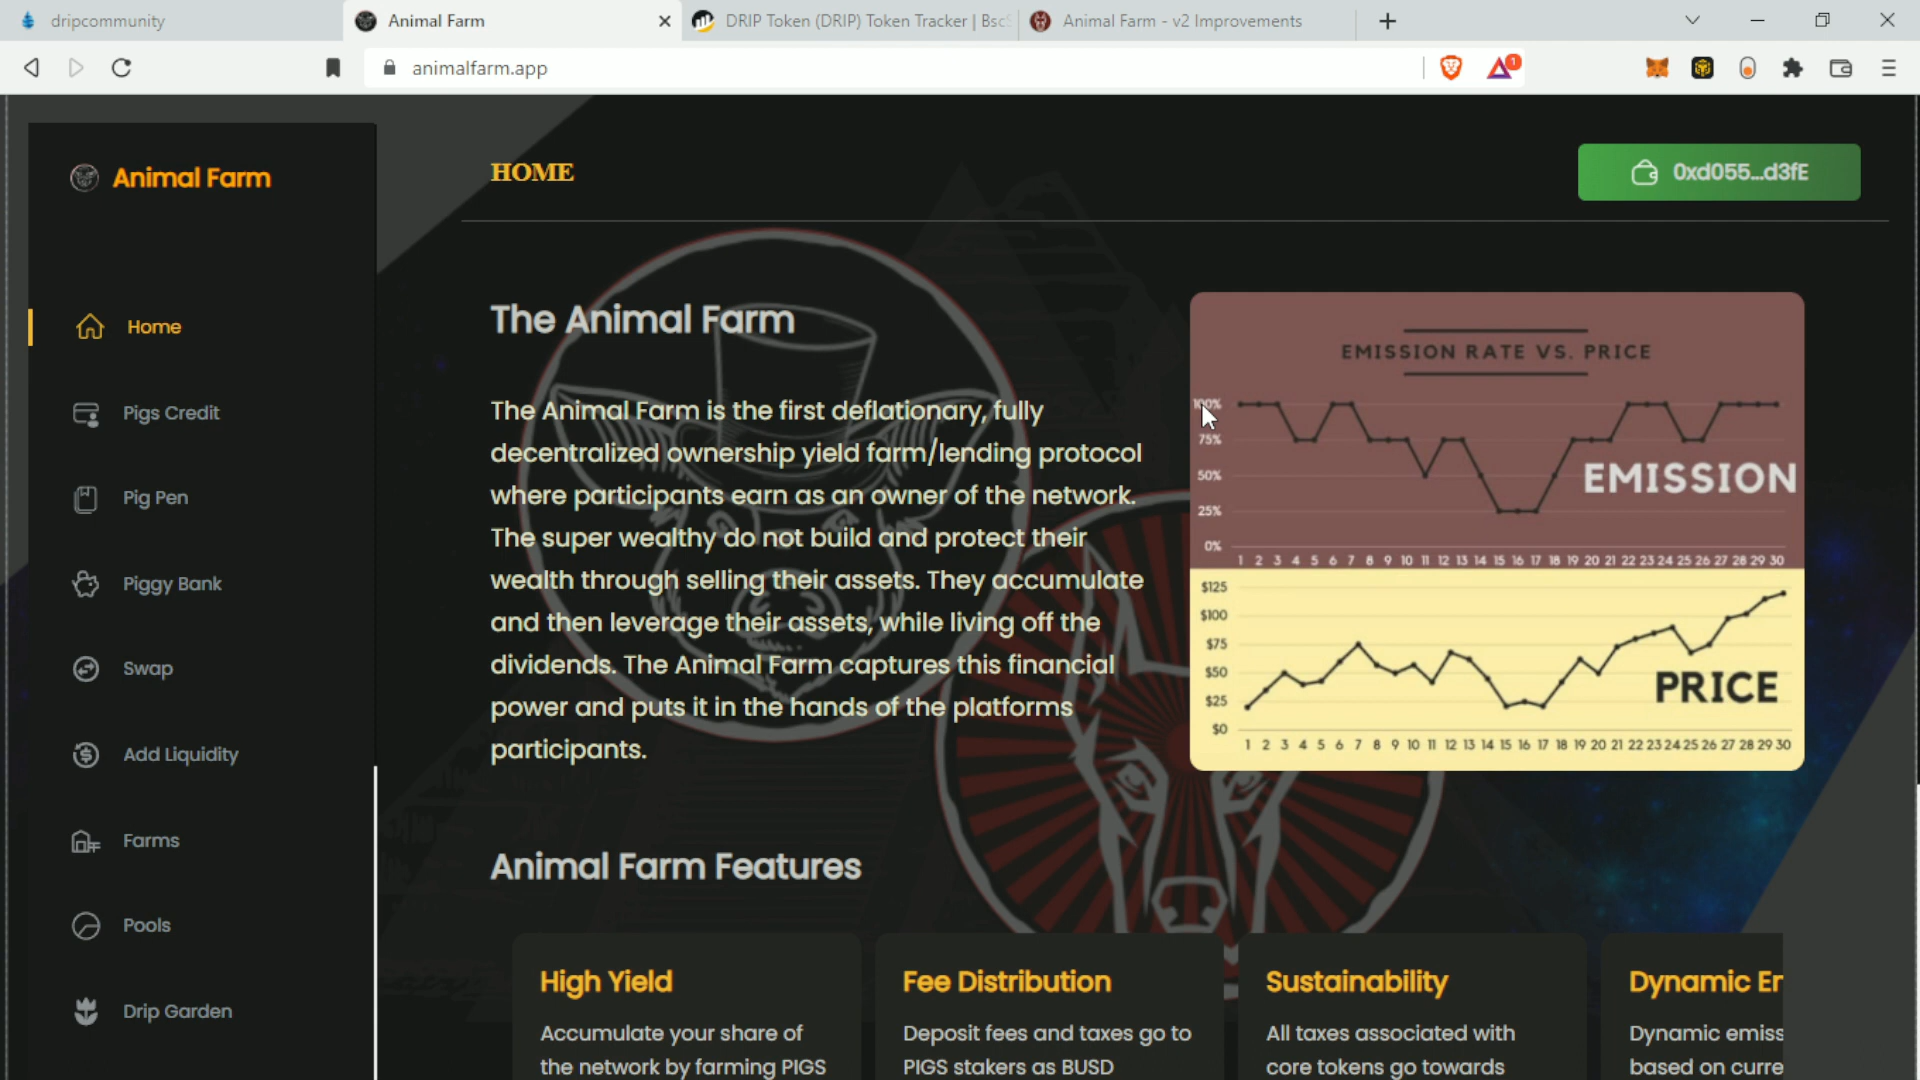 dripcommunity
Animal Farm
DRIP Token (DRIP) Token Tracker | Bsc
Animal Farm - v2 Improvements
animalfarm.app
1
Animal Farm
HOME
0xd055...d3fE
Home
Pigs Credit
Pig Pen
Piggy Bank
Swap
Add Liquidity
Farms
Pools
Drip Garden
The Animal Farm
The Animal Farm is the first deflationary, fully
decentralized ownership yield farm/lending protocol
where participants earn as an owner of the network.
The super wealthy do not build and protect their
wealth through selling their assets. They accumulate
and then leverage their assets, while living off the
dividends. The Animal Farm captures this financial
power and puts it in the hands of the platforms
participants.
EMISSION RATE VS. PRICE
100%
75%
50%
25%
0%
EMISSION
1 2 3 4 5 6 7 8 9 10 11 12 13 14 15 16 17 18 19 20 21 22 23 24 25 26 27 28 29 30
$125
$100
$75
$50
$25
$0
PRICE
1 2 3 4 5 6 7 8 9 10 11 12 13 14 15 16 17 18 19 20 21 22 23 24 25 26 27 28 29 30
Animal Farm Features
High Yield
Accumulate your share of
the network by farming PIGS
Fee Distribution
Deposit fees and taxes go to
PIGS stakers as BUSD
Sustainability
All taxes associated with
core tokens go towards
Dynamic Er
Dynamic emiss
based on curre